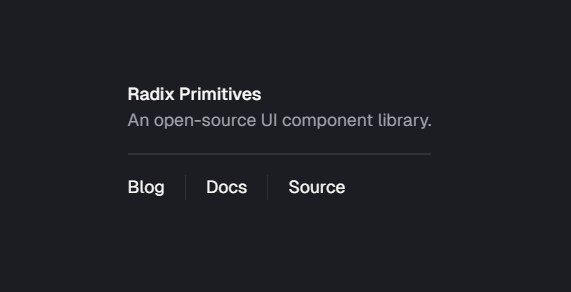 Radix Primitives
An open-source UI component library.
Blog Docs Source